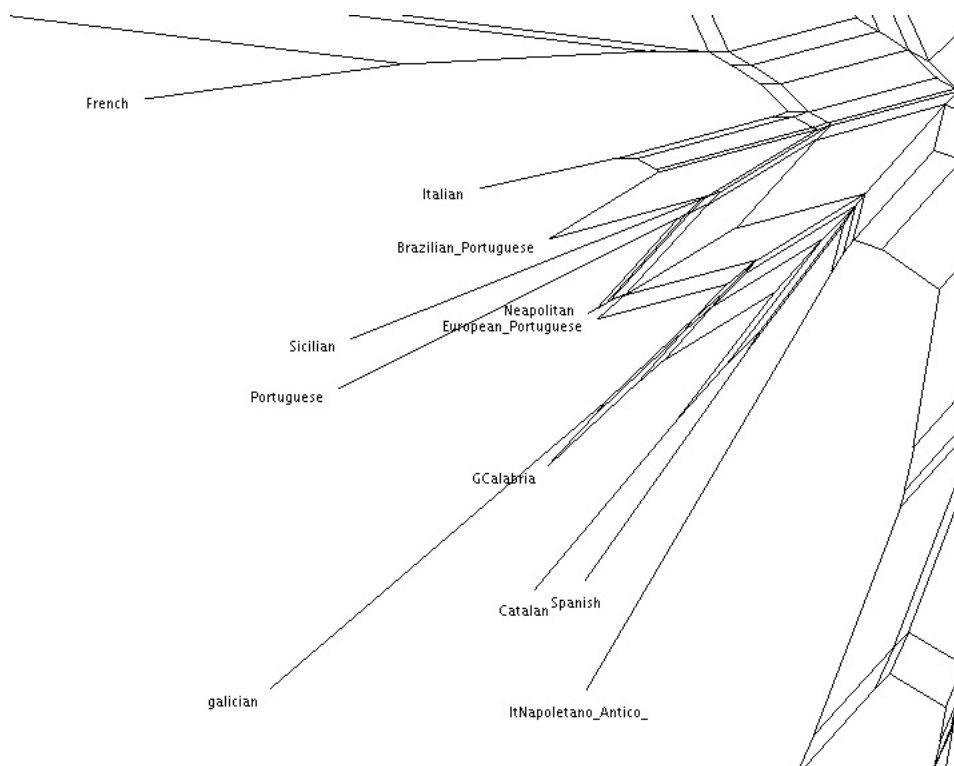 French
Italian
Brazilian_Portuguese
Neapolitan
European_Portuguese
Sicilian
Portuguese
GCalabria
Catalan
Spanish
galician
ItNapoletano_Antico_